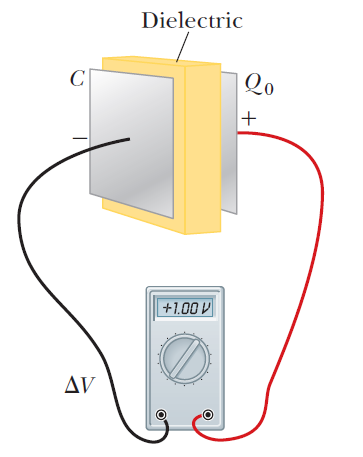 Dielectric
C
Q₀
–
+
+1.00 V
ΔV